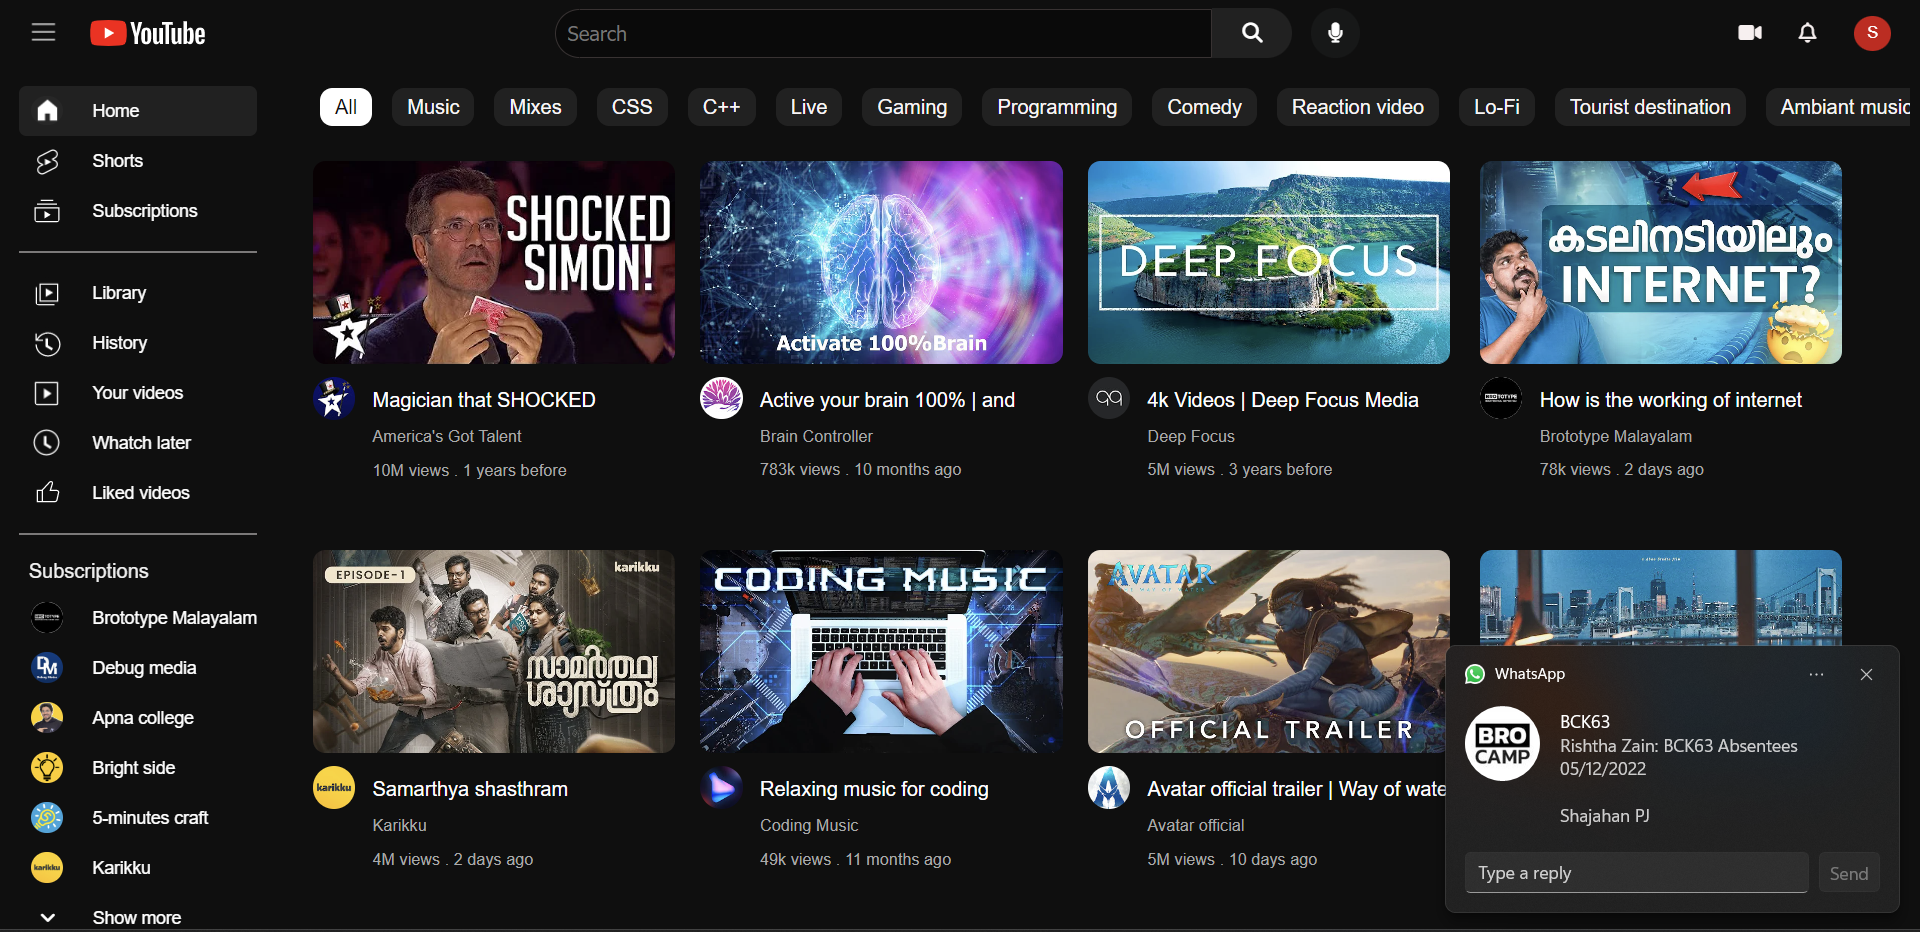 YouTube
Search
S
Home
Shorts
Subscriptions
Library
History
Your videos
Whatch later
Liked videos
Subscriptions
Brototype Malayalam
Debug media
Apna college
Bright side
5-minutes craft
Karikku
Show more
All
Music
Mixes
CSS
C++
Live
Gaming
Programming
Comedy
Reaction video
Lo-Fi
Tourist destination
Ambiant music
SHOCKED
SIMON!
Magician that SHOCKED
America's Got Talent
10M views . 1 years before
Activate 100%Brain
Active your brain 100% | and
Brain Controller
783k views . 10 months ago
DEEP FOCUS
4k Videos | Deep Focus Media
Deep Focus
5M views . 3 years before
കടലിനടിയിലും
INTERNET?
How is the working of internet
Brototype Malayalam
78k views . 2 days ago
EPISODE-1
karikku
സാമർത്ഥ്യ
ശാസ്ത്രം
karikku
Samarthya shasthram
Karikku
4M views . 2 days ago
CODING MUSIC
Relaxing music for coding
Coding Music
49k views . 11 months ago
AVATAR
OFFICIAL TRAILER
Avatar official trailer | Way of wate
Avatar official
5M views . 10 days ago
WhatsApp
BRO
CAMP
BCK63
Rishtha Zain: BCK63 Absentees
05/12/2022
Shajahan PJ
Type a reply
Send